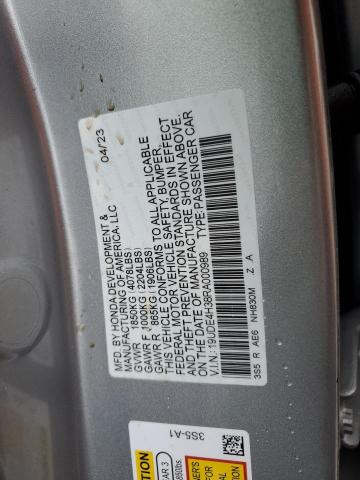 MFD. BY HONDA DEVELOPMENT & 04/23
MANUFACTURING OF AMERICA, LLC
GVWR 1850KG (4078LBS)
GAWR F 1000KG (2204LBS)
GAWR R 865KG (1906LBS)
THIS VEHICLE CONFORMS TO ALL APPLICABLE
FEDERAL MOTOR VEHICLE SAFETY, BUMPER,
AND THEFT PREVENTION STANDARDS IN EFFECT
ON THE DATE OF MANUFACTURE SHOWN ABOVE.
V.I.N.: 19UDE4H38RA000989 TYPE:PASSENGER CAR
3S5 R AE6 NH830M Z A
3S5-A1